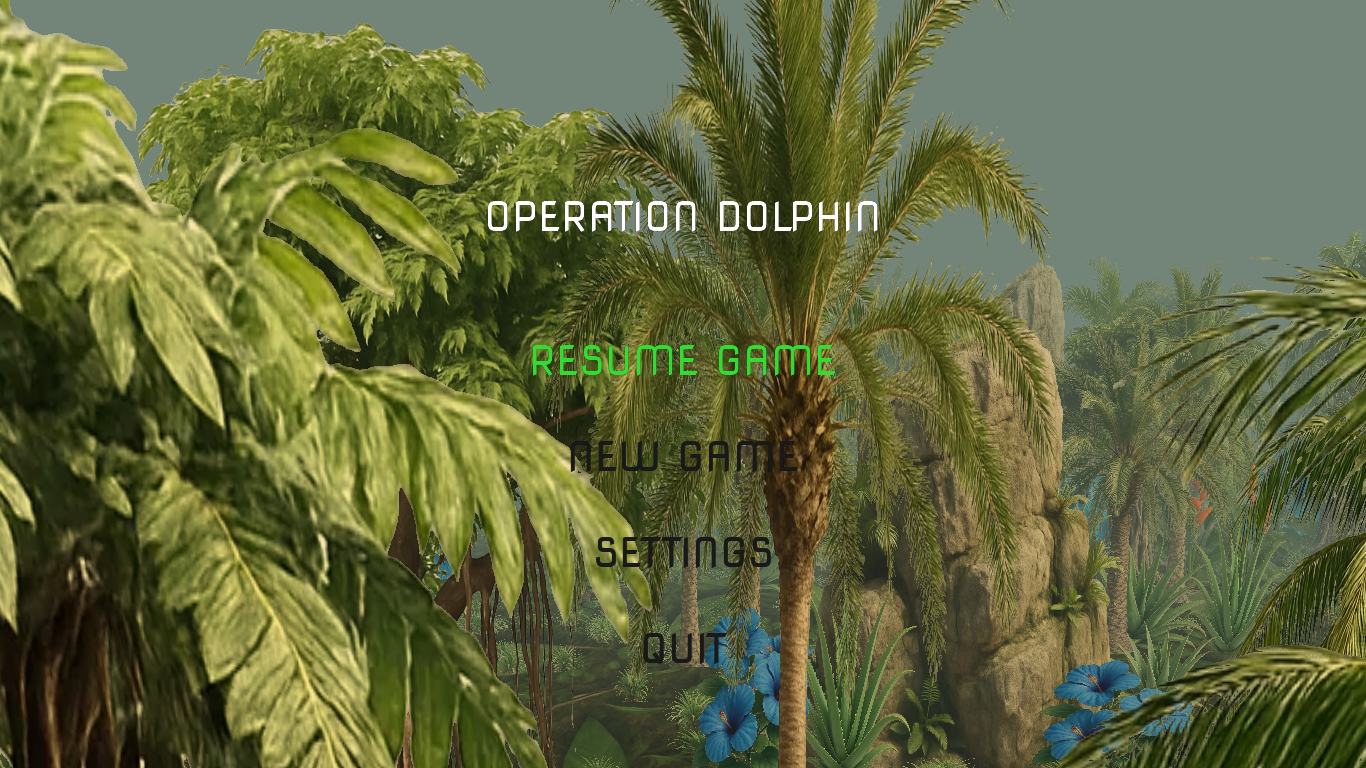 OPERATION DOLPHIN
RESUME GAME
NEW GAME
SETTINGS
QUIT